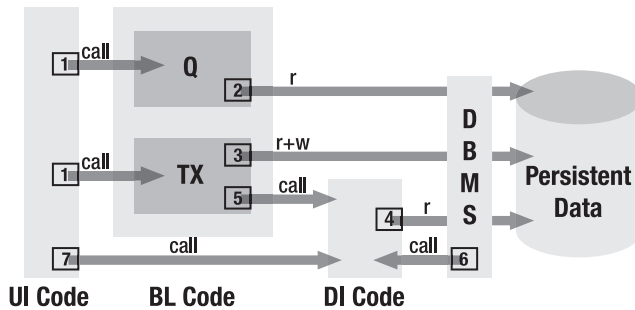 call
1
Q
2
r
D
B
M
S
call
1
TX
3
r+w
5
call
Persistent
Data
4
r
call
7
call
6
UI Code
BL Code
DI Code